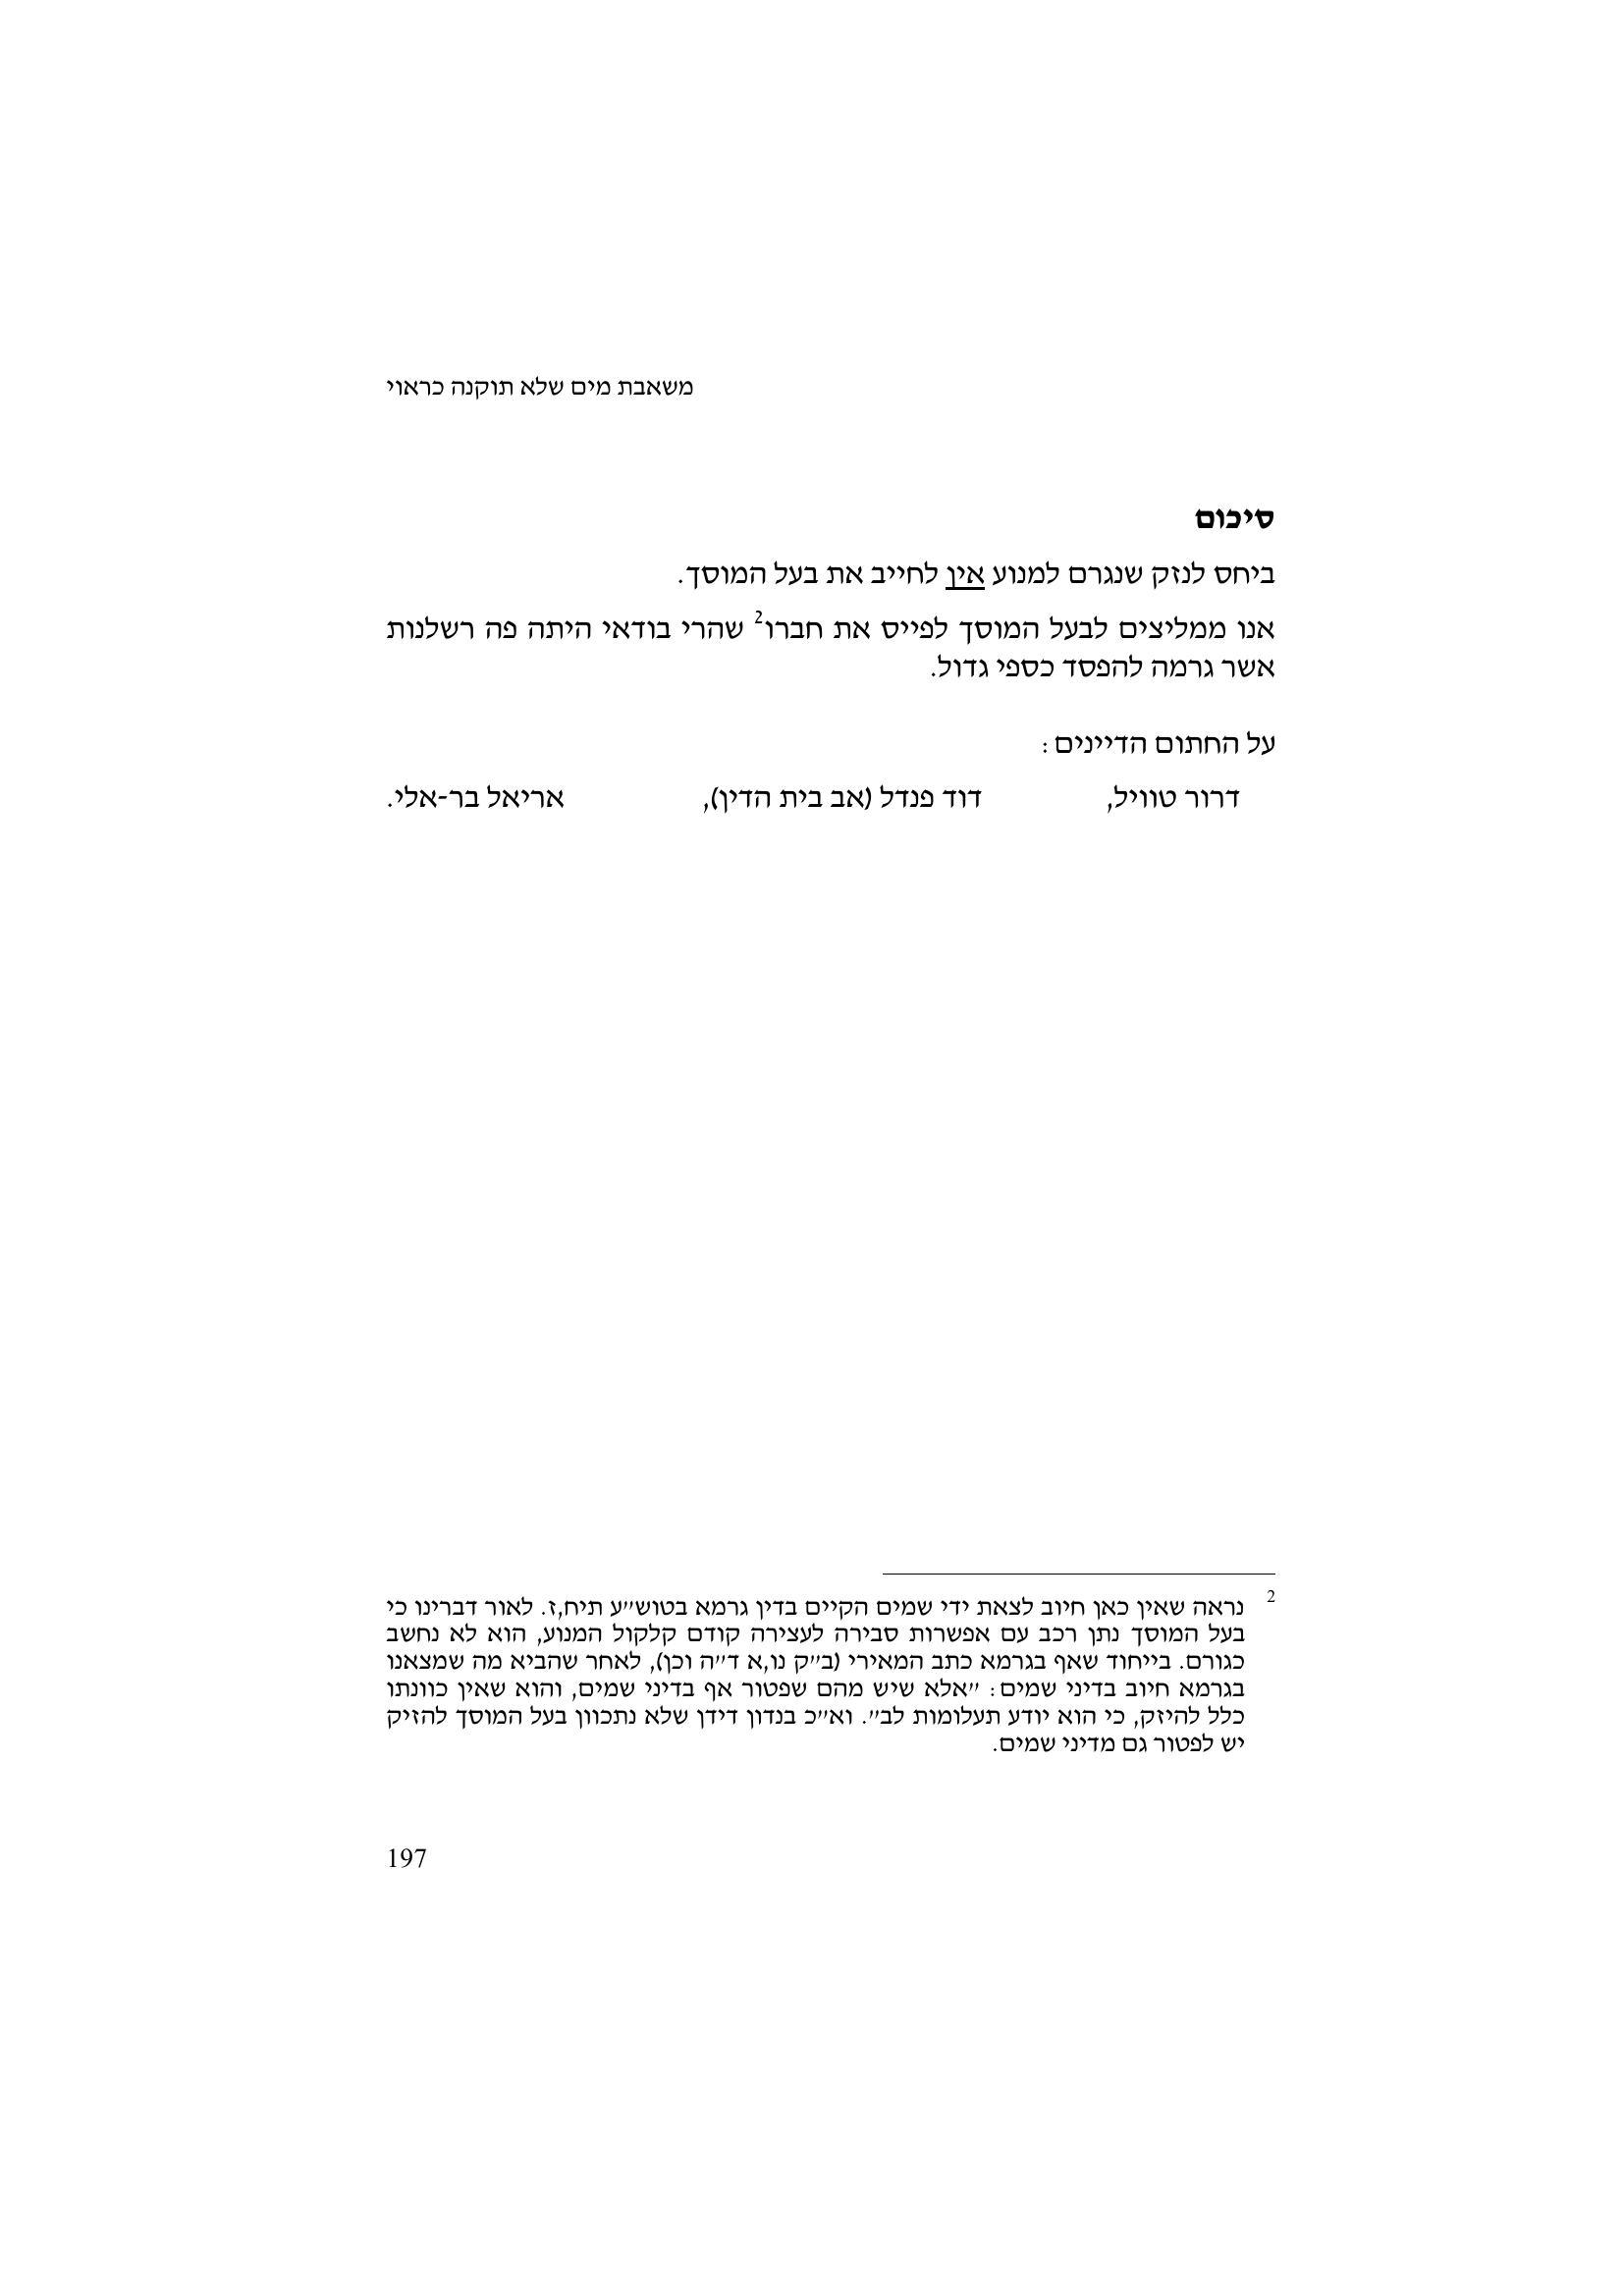 משאבת מים שלא תוקנה כראוי
סיכום
ביחס לנזק שנגרם למנוע אין לחייב את בעל המוסך.
אנו ממליצים לבעל המוסך לפייס את חברו2 שהרי בודאי היתה פה רשלנות
אשר גרמה להפסד כספי גדול.
על החתום הדיינים:
דרור טוויל, דוד פנדל (אב בית הדין), אריאל בר-אלי.
2 נראה שאין כאן חיוב לצאת ידי שמים הקיים בדין גרמא בטוש״ע תיח,ז. לאור דברינו כי
בעל המוסך נתן רכב עם אפשרות סבירה לעצירה קודם קלקול המנוע, הוא לא נחשב
כגורם. בייחוד שאף בגרמא כתב המאירי (ב״ק נו,א ד״ה וכן), לאחר שהביא מה שמצאנו
בגרמא חיוב בדיני שמים: ״אלא שיש מהם שפטור אף בדיני שמים, והוא שאין כוונתו
כלל להיזק, כי הוא יודע תעלומות לב״. וא״כ בנדון דידן שלא נתכוון בעל המוסך להזיק
יש לפטור גם מדיני שמים.
197